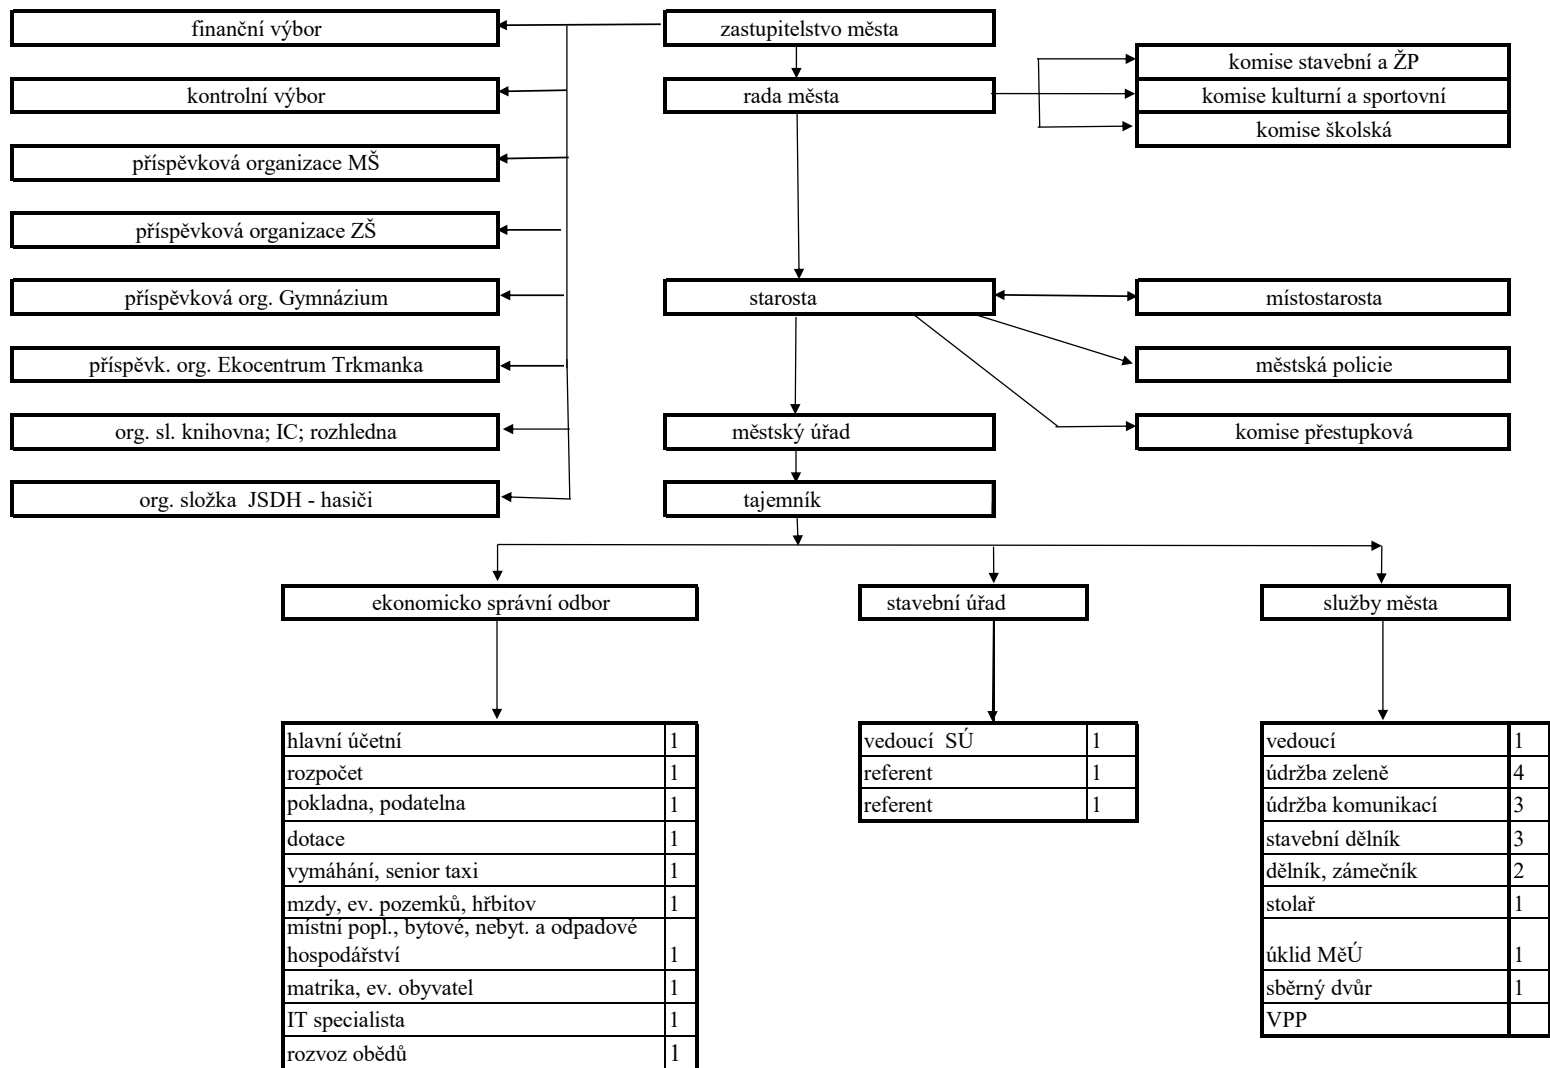 finanční výbor
zastupitelstvo města
komise stavební a ŽP
kontrolní výbor
rada města
komise kulturní a sportovní
komise školská
příspěvková organizace MŠ
příspěvková organizace ZŠ
příspěvková org. Gymnázium
starosta
místostarosta
příspěvk. org. Ekocentrum Trkmanka
městská policie
org. sl. knihovna; IC; rozhledna
městský úřad
komise přestupková
org. složka  JSDH - hasiči
tajemník
ekonomicko správní odbor
stavební úřad
služby města
hlavní účetní 1
rozpočet 1
pokladna, podatelna 1
dotace 1
vymáhání, senior taxi 1
mzdy, ev. pozemků, hřbitov 1
místní popl., bytové, nebyt. a odpadové
hospodářství 1
matrika, ev. obyvatel 1
IT specialista 1
rozvoz obědů 1
vedoucí  SÚ 1
referent 1
referent 1
vedoucí 1
údržba zeleně 4
údržba komunikací 3
stavební dělník 3
dělník, zámečník 2
stolař 1
úklid MěÚ 1
sběrný dvůr 1
VPP